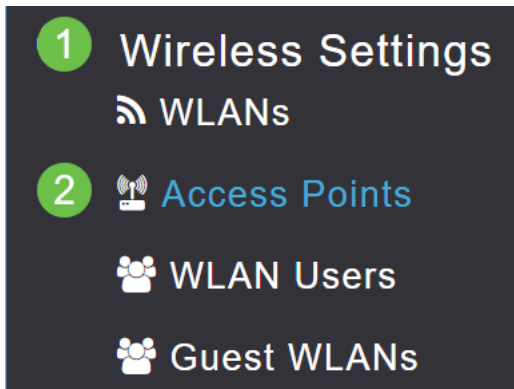 1 Wireless Settings
WLANs
2 Access Points
WLAN Users
Guest WLANs